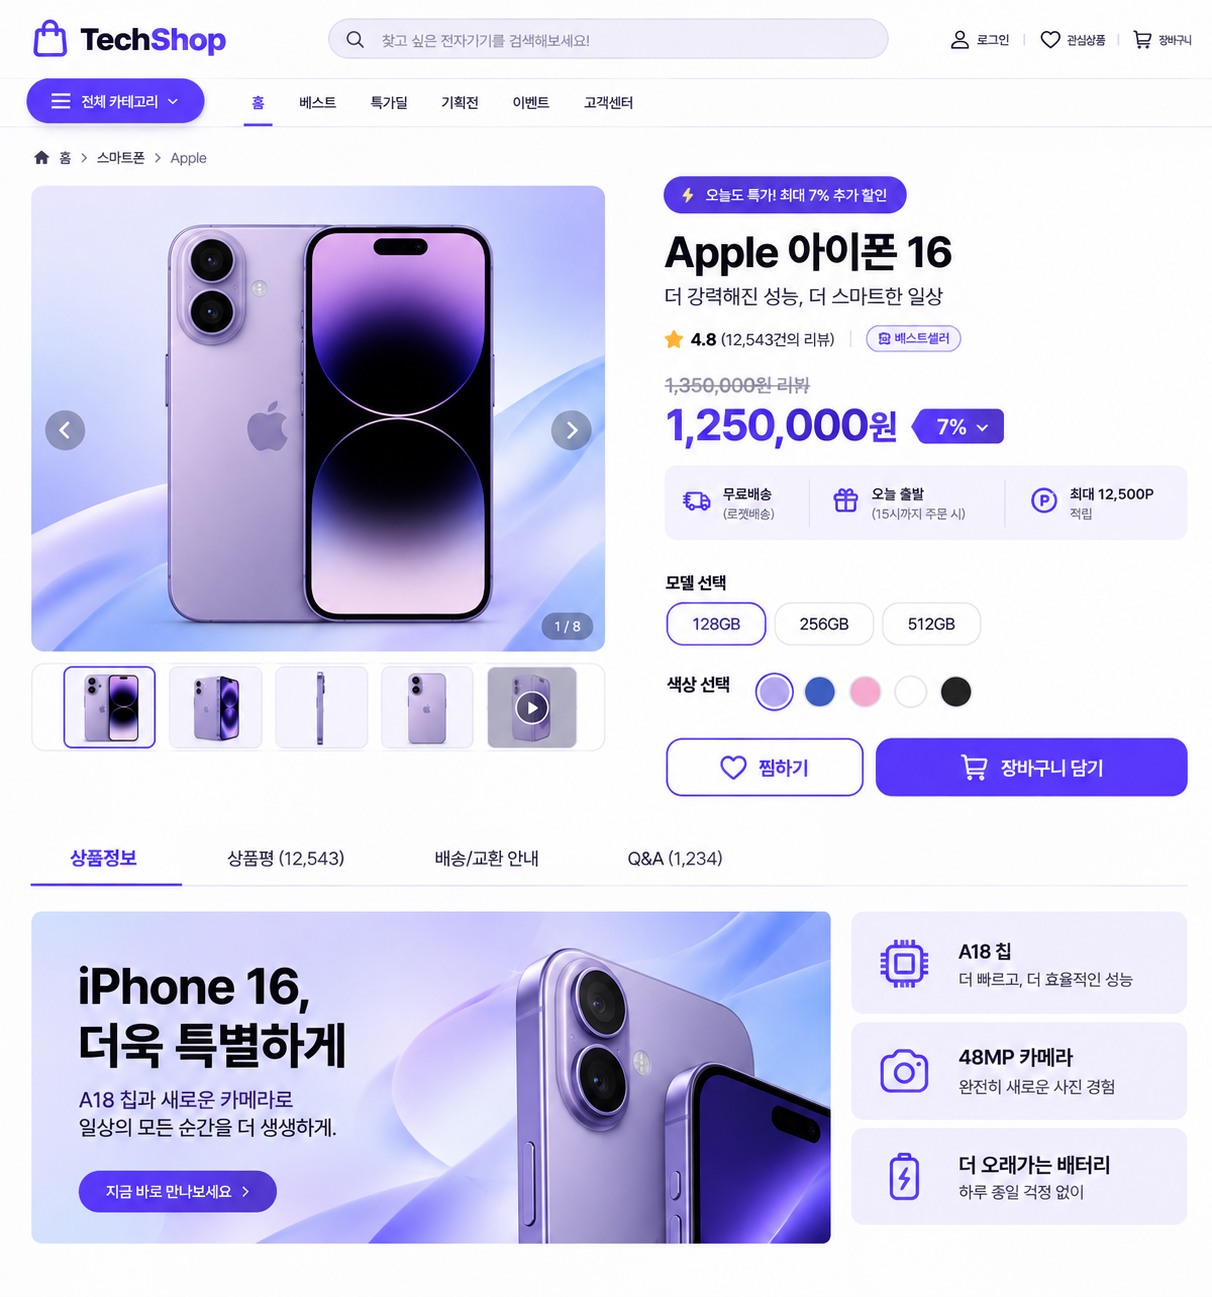 TechShop
찾고 싶은 전자기기를 검색해보세요!
로그인
관심상품
장바구니
전체 카테고리
홈
베스트
특가딜
기획전
이벤트
고객센터
홈 > 스마트폰 > Apple
오늘도 특가! 최대 7% 추가 할인
Apple 아이폰 16
더 강력해진 성능, 더 스마트한 일상
4.8 (12,543건의 리뷰)
베스트셀러
1,350,000원 리뷲
1,250,000원
7%
무료배송
(로켓배송)
오늘 출발
(15시까지 주문 시)
P
최대 12,500P
적립
1 / 8
모델 선택
128GB
256GB
512GB
색상 선택
찜하기
장바구니 담기
상품정보
상품평 (12,543)
배송/교환 안내
Q&A (1,234)
iPhone 16,
더욱 특별하게
A18 칩과 새로운 카메라로
일상의 모든 순간을 더 생생하게.
지금 바로 만나보세요 >
A18 칩
더 빠르고, 더 효율적인 성능
48MP 카메라
완전히 새로운 사진 경험
더 오래가는 배터리
하루 종일 걱정 없이